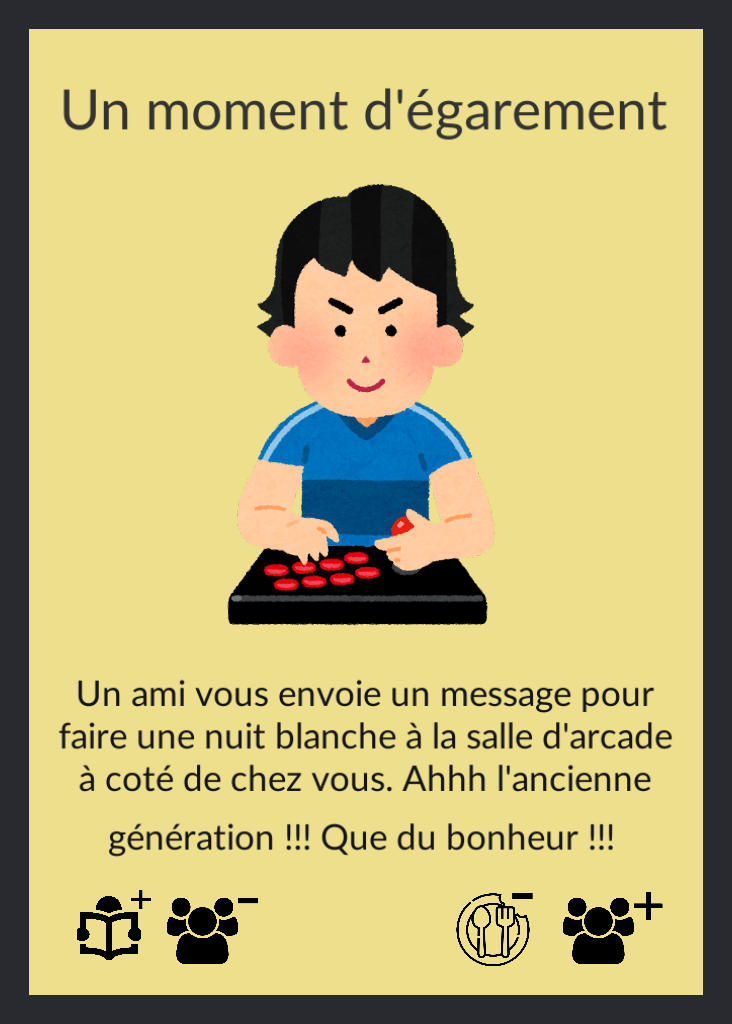 Un moment d'égarement
Un ami vous envoie un message pour
faire une nuit blanche à la salle d'arcade
à coté de chez vous. Ahhh l'ancienne
génération !!! Que du bonheur !!!
+ - - +